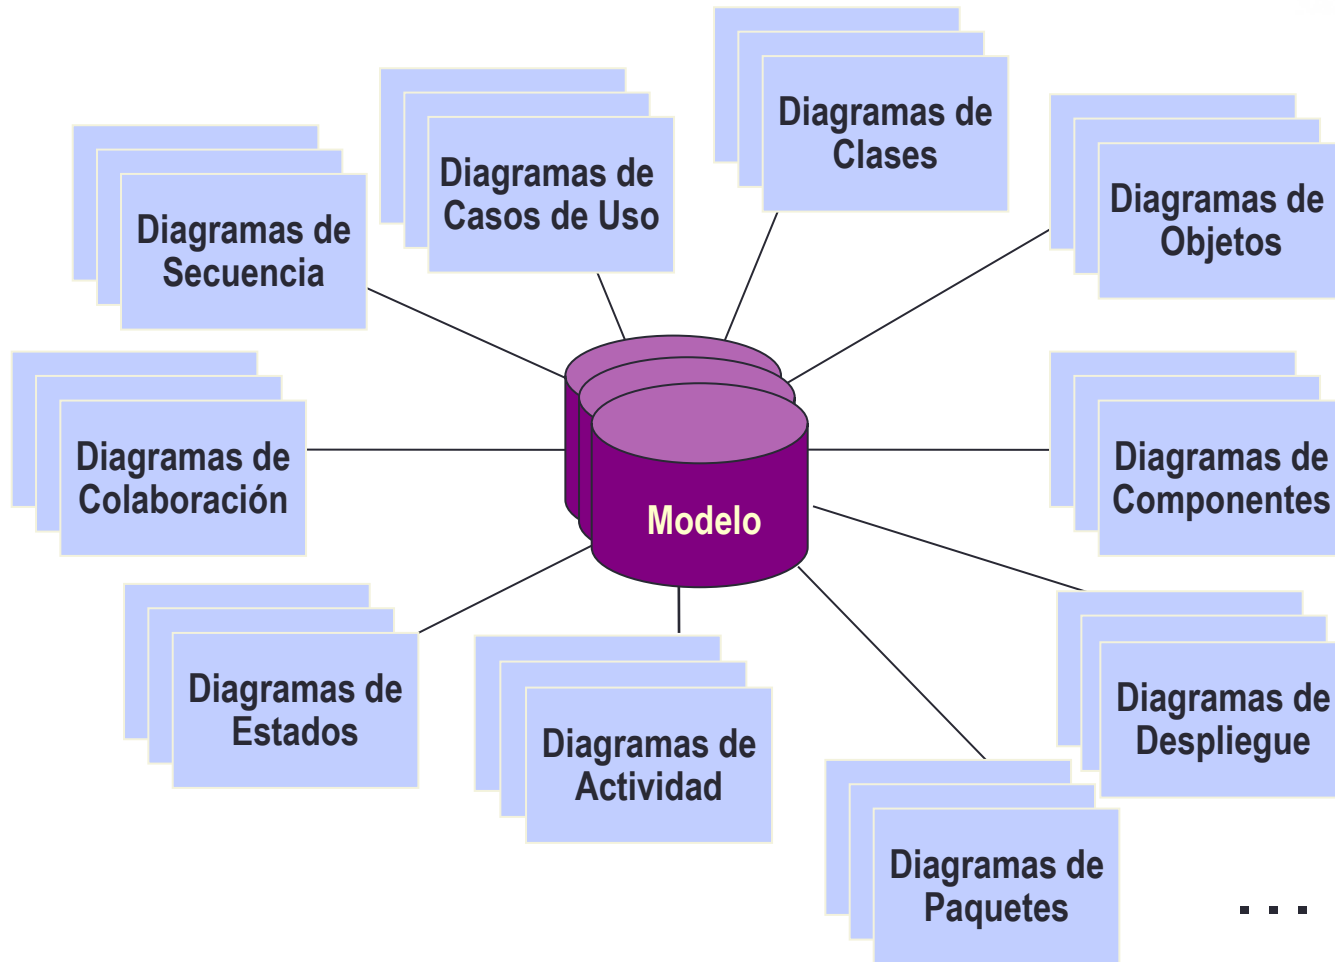 Diagramas de
Clases
Diagramas de
Casos de Uso
Diagramas de
Objetos
Diagramas de
Secuencia
Diagramas de
Colaboración
Diagramas de
Componentes
Modelo
Diagramas de
Estados
Diagramas de
Despliegue
Diagramas de
Actividad
Diagramas de
Paquetes
. . .